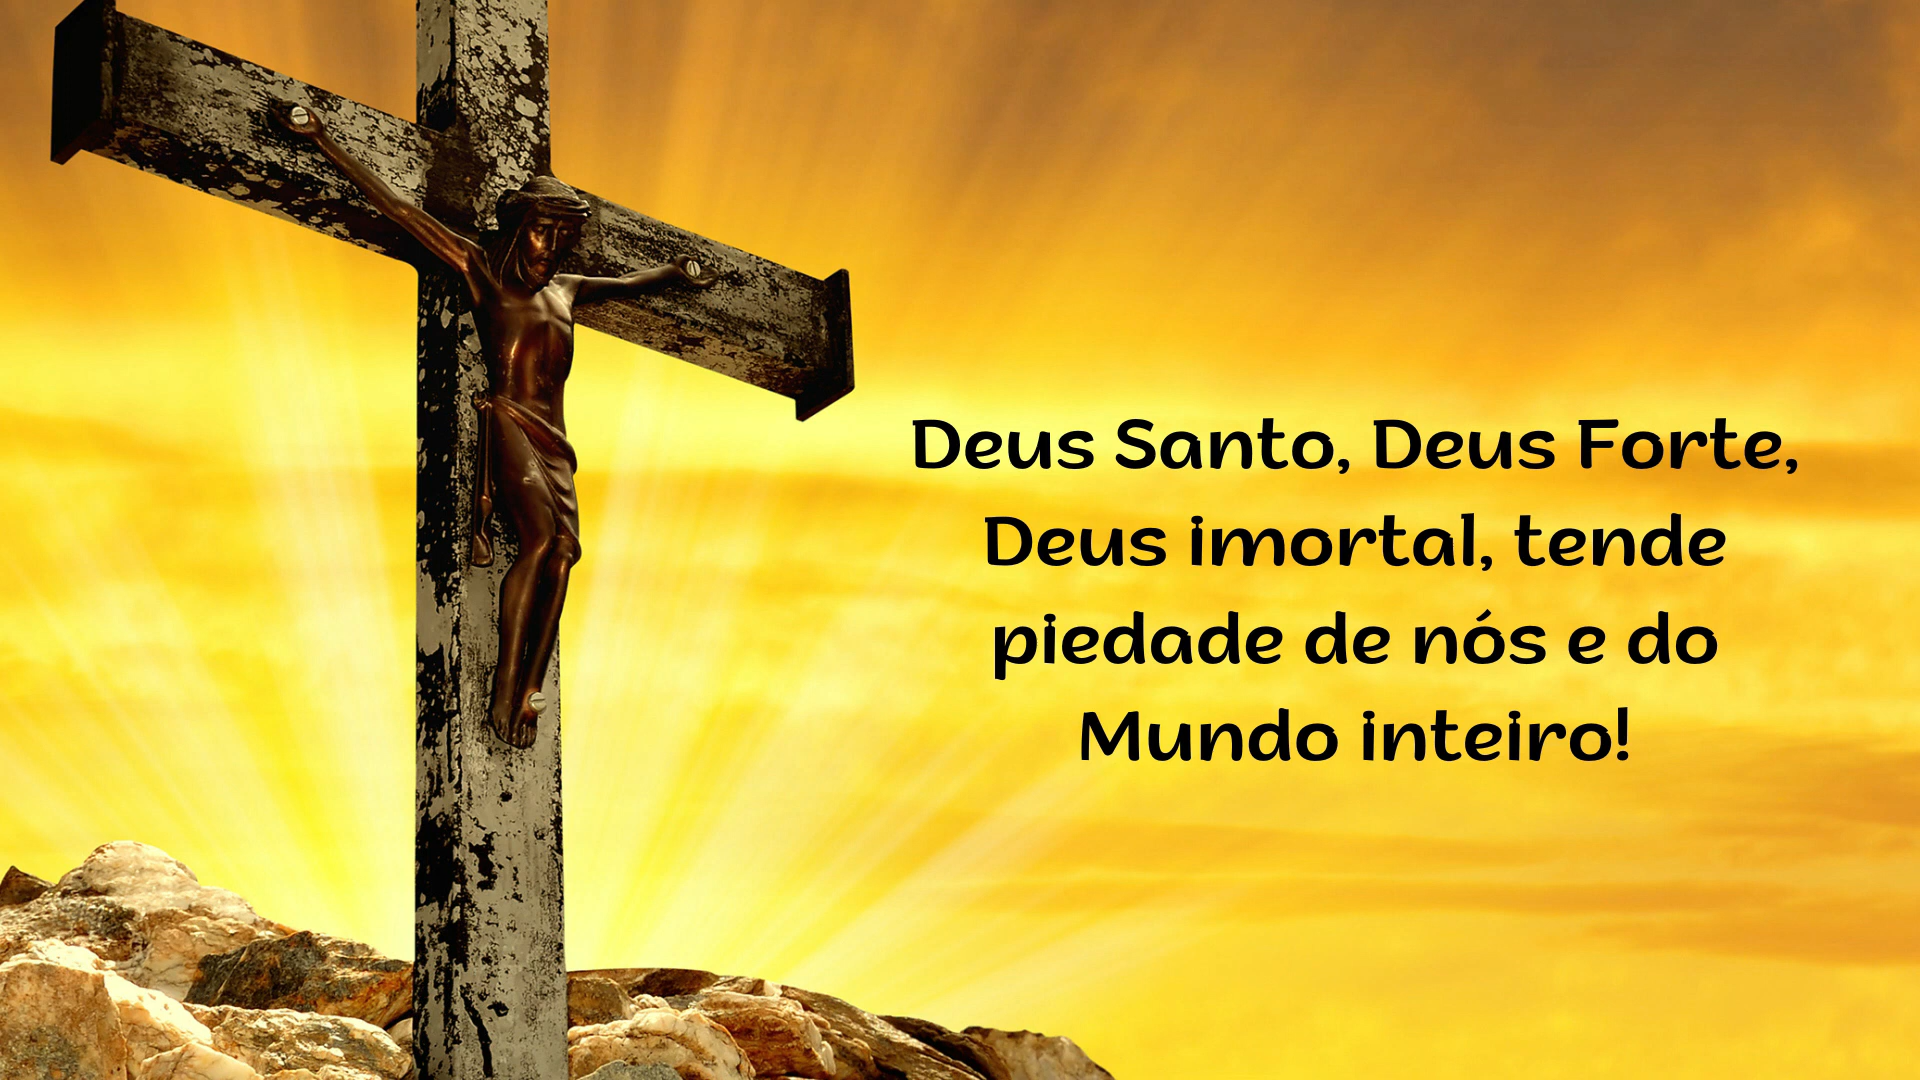 Deus Santo, Deus Forte,
Deus imortal, tende
piedade de nós e do
Mundo inteiro!